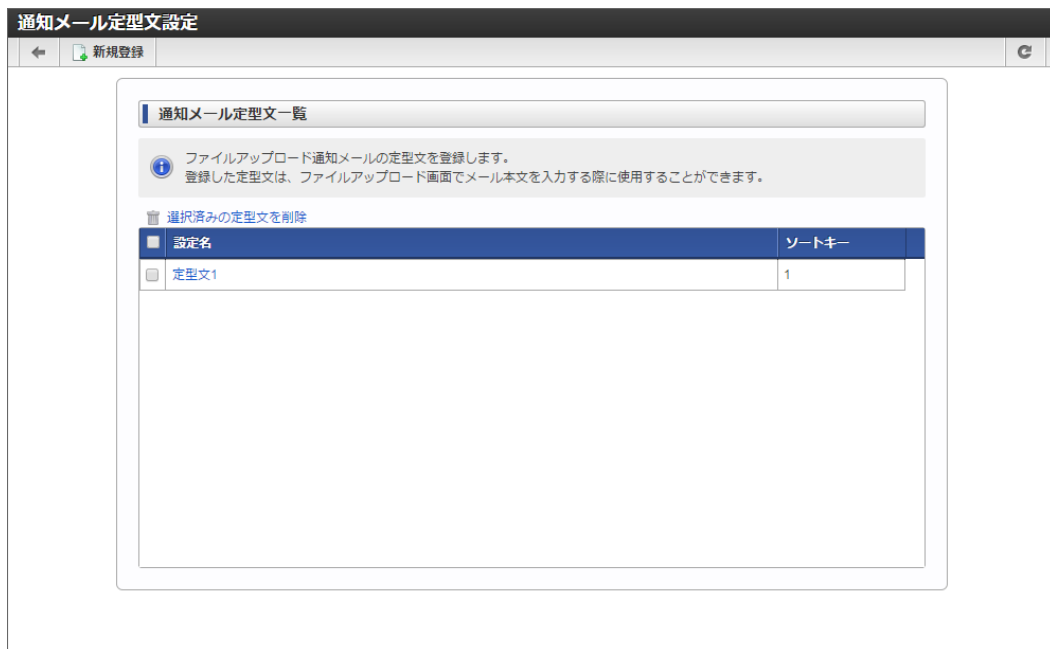 通知メール定型文設定
新規登録
通知メール定型文一覧
ファイルアップロード通知メールの定型文を登録します。
登録した定型文は、ファイルアップロード画面でメール本文を入力する際に使用することができます。
選択済みの定型文を削除
設定名 ソートキー
定型文1 1